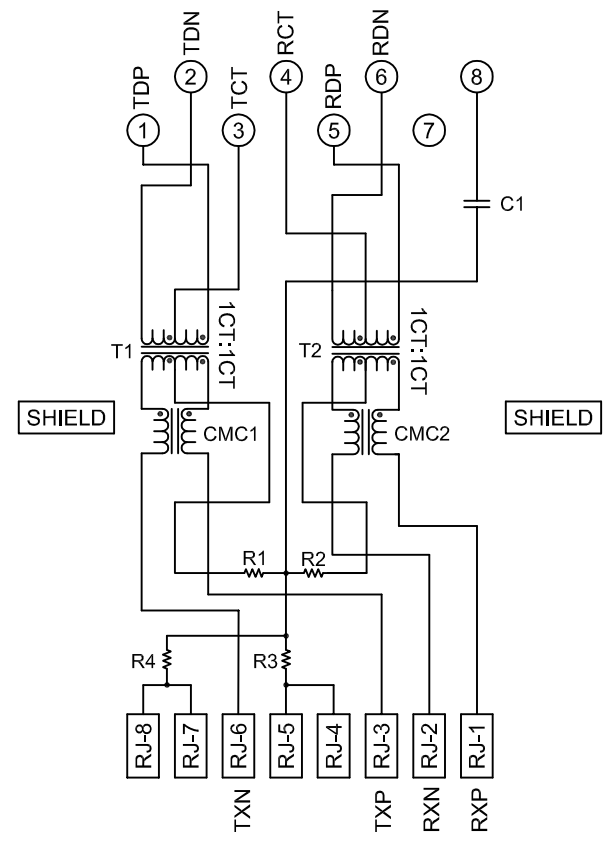 TDP
TDN
TCT
RCT
RDP
RDN
1
2
3
4
5
6
7
8
C1
T1
1CT:1CT
T2
1CT:1CT
SHIELD
CMC1
CMC2
SHIELD
R1
R2
R4
R3
RJ-8
RJ-7
RJ-6
RJ-5
RJ-4
RJ-3
RJ-2
RJ-1
TXN
TXP
RXN
RXP